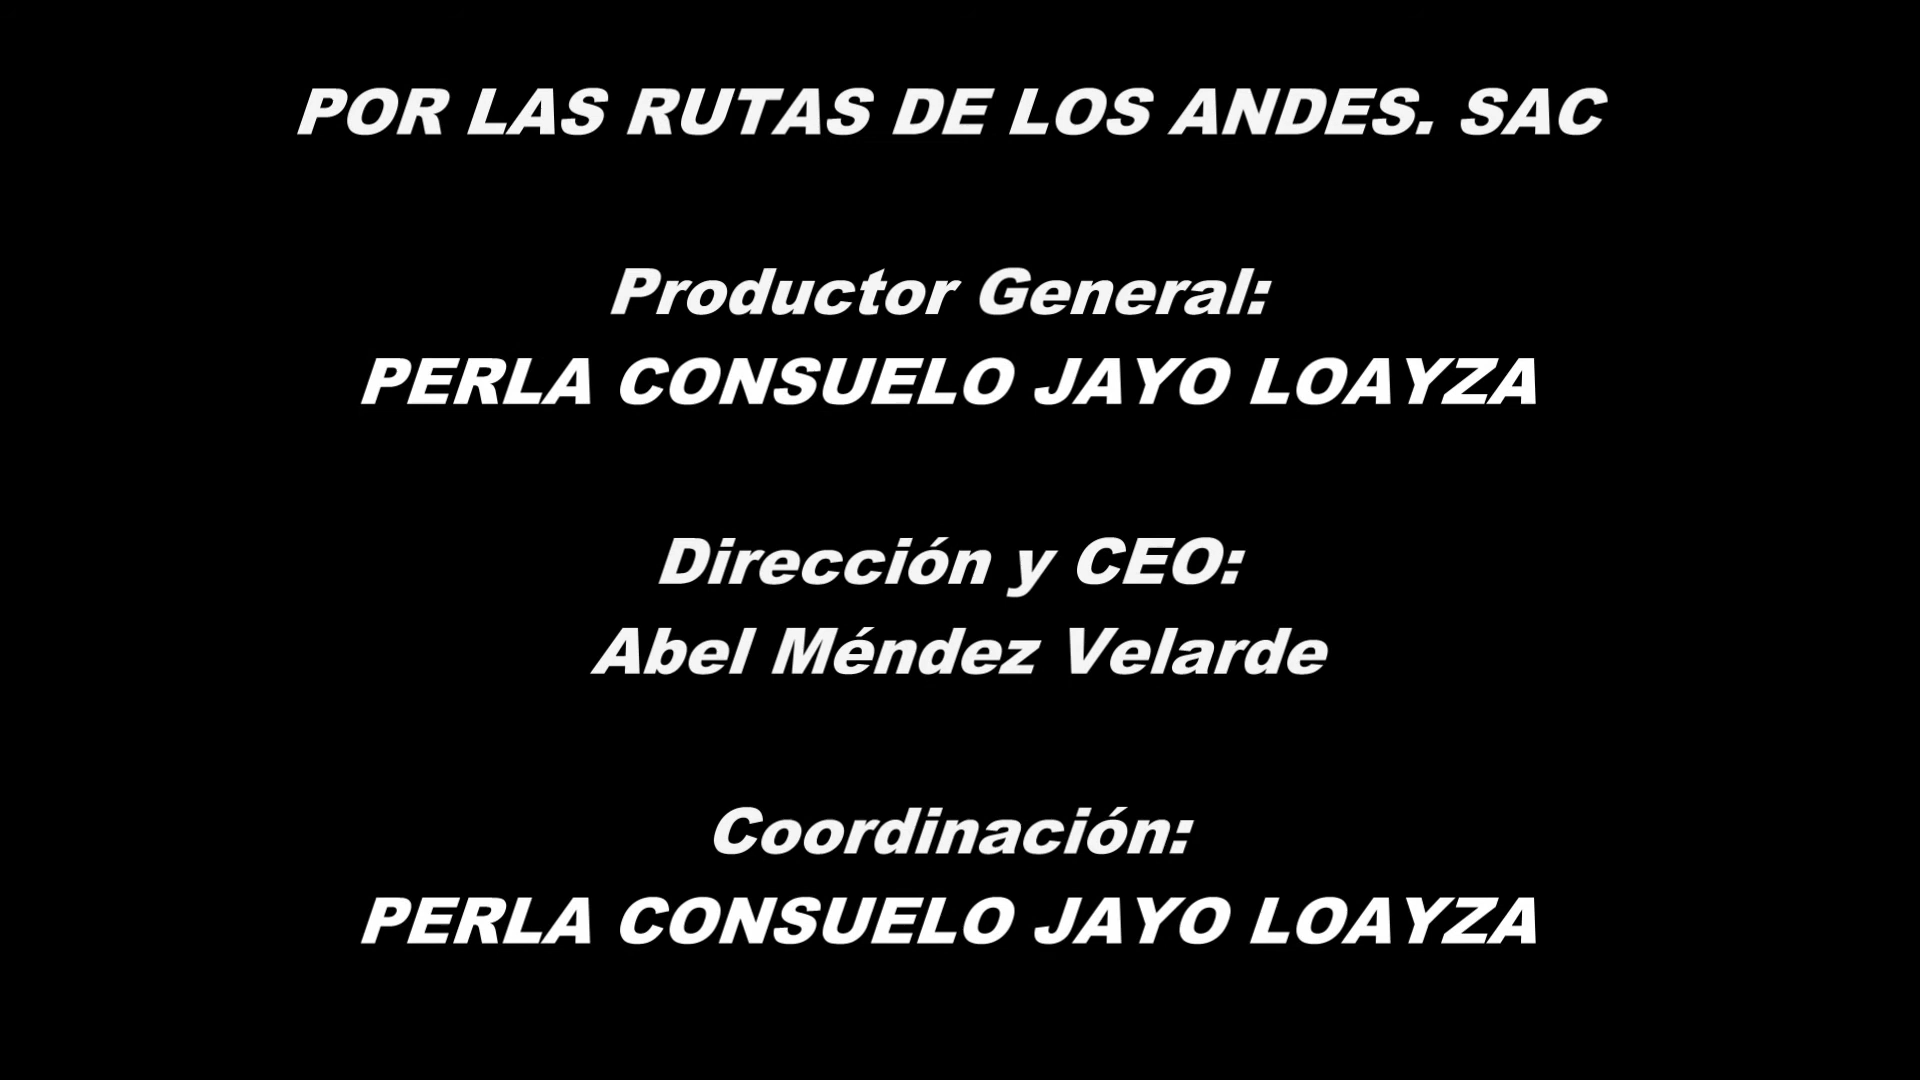 POR LAS RUTAS DE LOS ANDES. SAC
Productor General:
PERLA CONSUELO JAYO LOAYZA
Dirección y CEO:
Abel Méndez Velarde
Coordinación:
PERLA CONSUELO JAYO LOAYZA